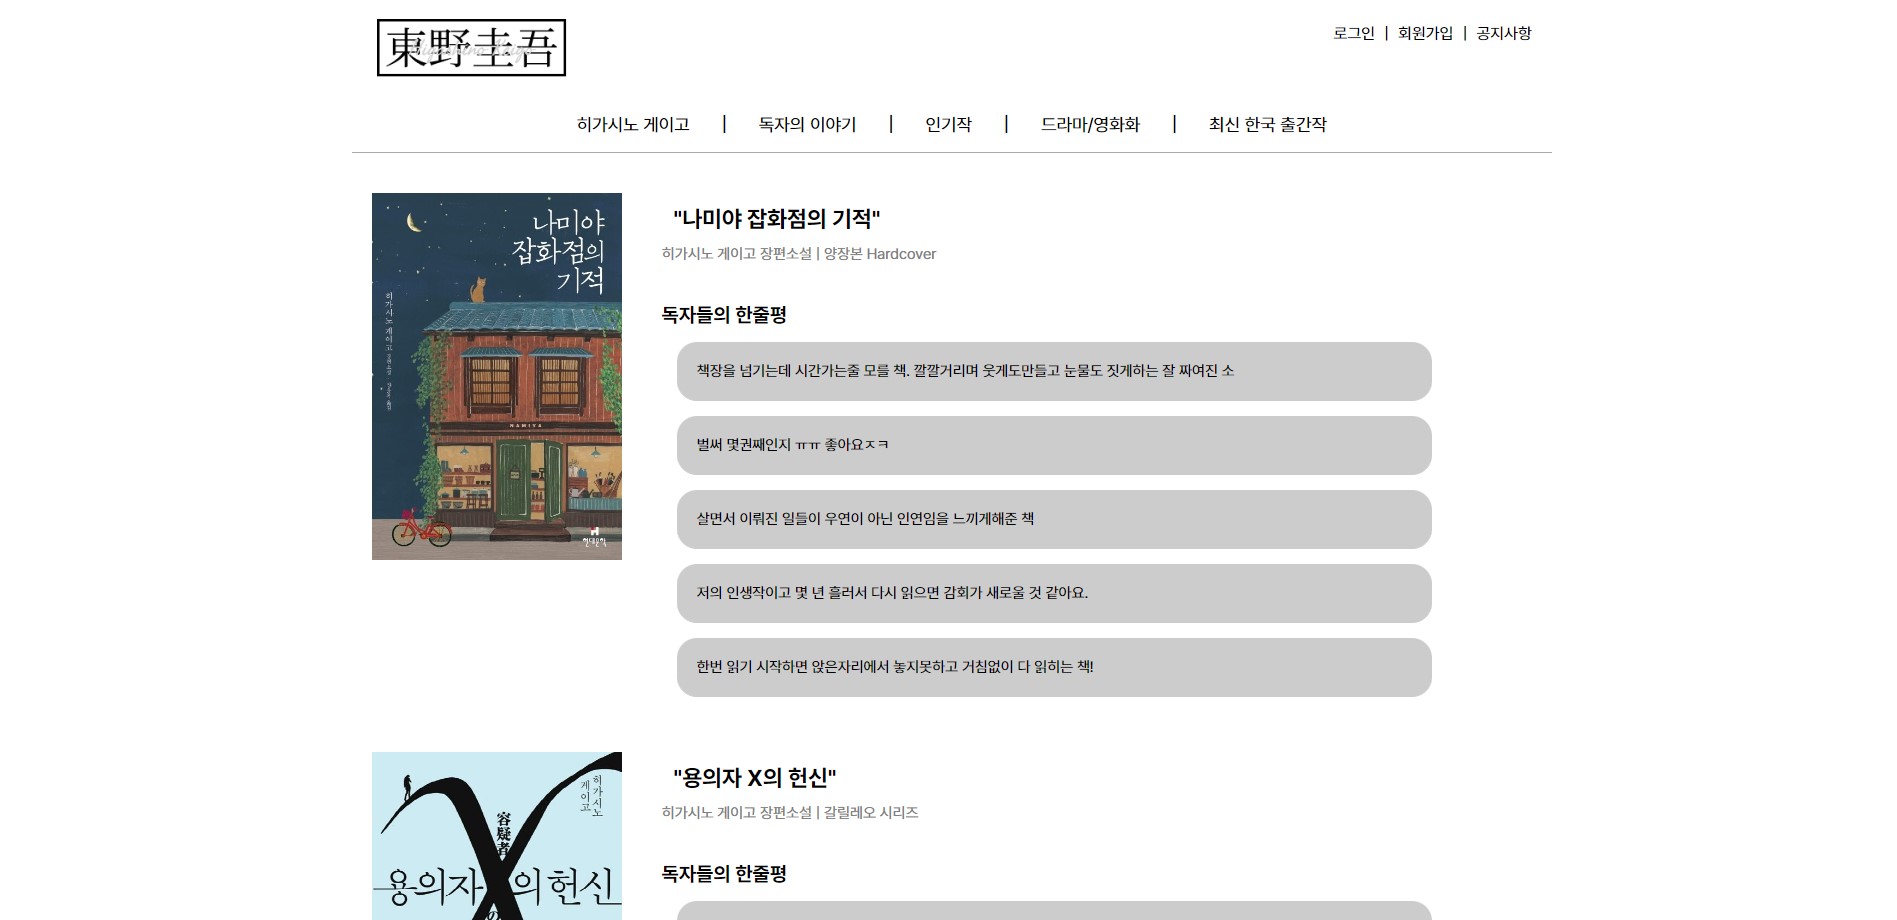 東野圭吾
로그인 | 회원가입 | 공지사항
히가시노 게이고 | 독자의 이야기 | 인기작 | 드라마/영화화 | 최신 한국 출간작
나미야
잡화점의
기적
히가시노 게이고
NAMIYA
현대문학
"나미야 잡화점의 기적"
히가시노 게이고 장편소설 | 양장본 Hardcover
독자들의 한줄평
책장을 넘기는데 시간가는줄 모를 책. 깔깔거리며 웃게도만들고 눈물도 짓게하는 잘 짜여진 소
벌써 몇권째인지 ㅠㅠ 좋아요ㅈㅋ
살면서 이뤄진 일들이 우연이 아닌 인연임을 느끼게해준 책
저의 인생작이고 몇 년 흘러서 다시 읽으면 감회가 새로울 것 같아요.
한번 읽기 시작하면 앉은자리에서 놓지못하고 거침없이 다 읽히는 책!
히가시노
게이고
容疑者
용의자 X의 헌신
の
"용의자 X의 헌신"
히가시노 게이고 장편소설 | 갈릴레오 시리즈
독자들의 한줄평